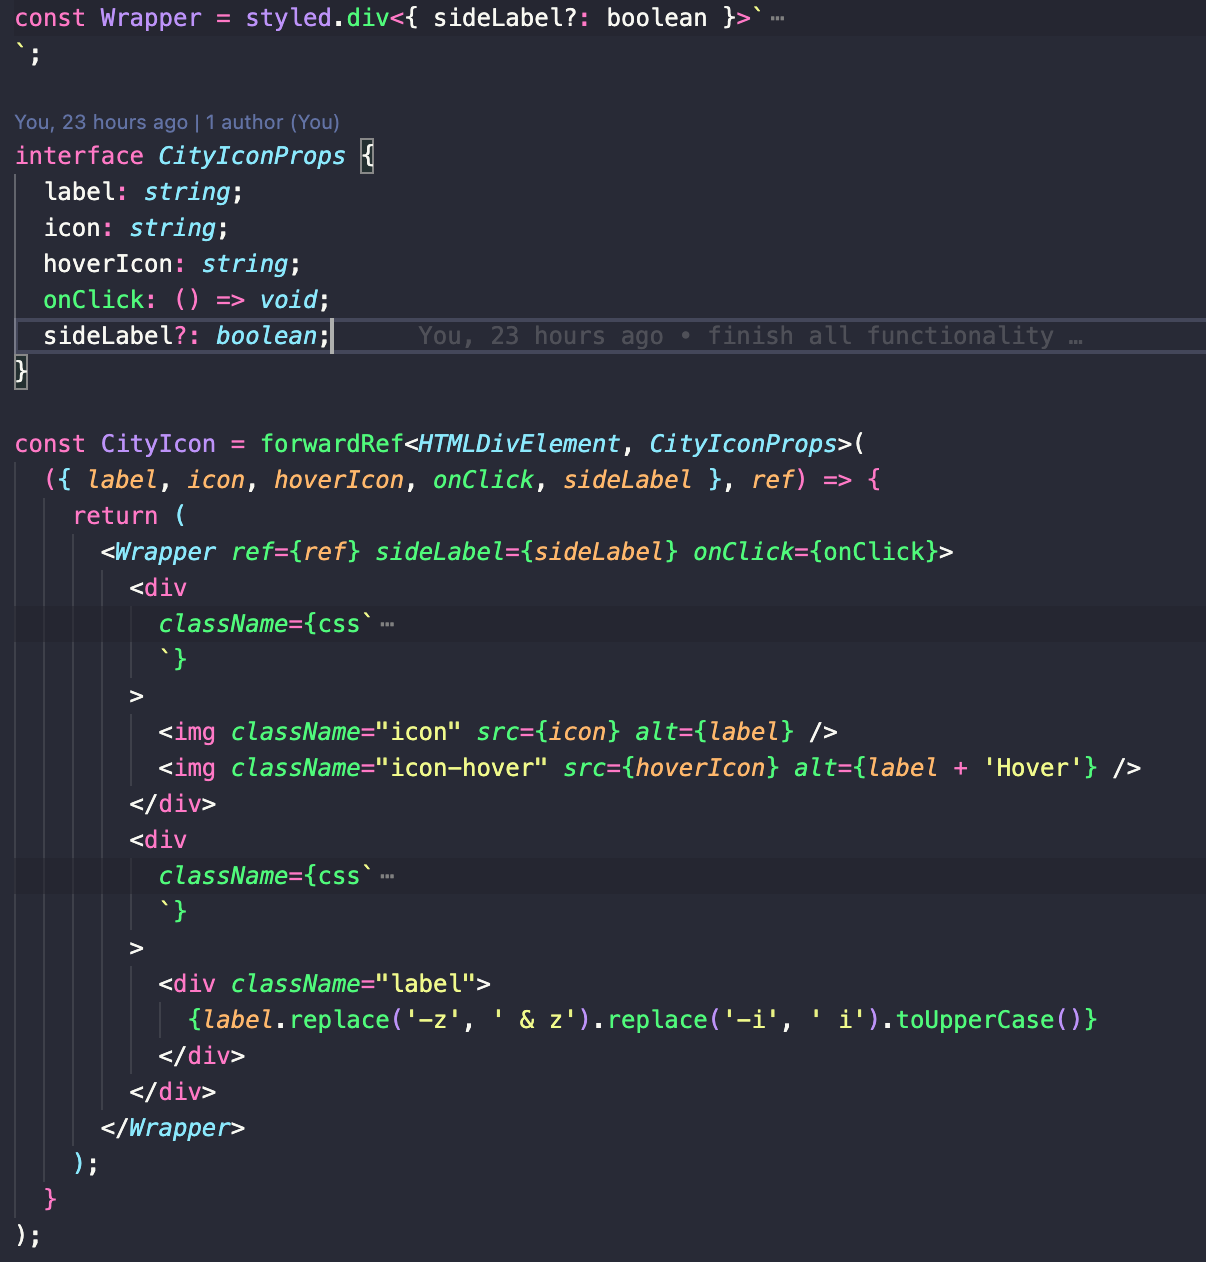 const Wrapper = styled.div<{ sideLabel?: boolean }>` ⋯
`;
You, 23 hours ago | 1 author (You)
interface CityIconProps {
  label: string;
  icon: string;
  hoverIcon: string;
  onClick: () => void;
  sideLabel?: boolean;      You, 23 hours ago • finish all functionality …
}
const CityIcon = forwardRef<HTMLDivElement, CityIconProps>(
  ({ label, icon, hoverIcon, onClick, sideLabel }, ref) => {
    return (
      <Wrapper ref={ref} sideLabel={sideLabel} onClick={onClick}>
        <div
          className={css` ⋯
          `}
        >
          <img className="icon" src={icon} alt={label} />
          <img className="icon-hover" src={hoverIcon} alt={label + 'Hover'} />
        </div>
        <div
          className={css` ⋯
          `}
        >
          <div className="label">
            {label.replace('-z', ' & z').replace('-i', ' i').toUpperCase()}
          </div>
        </div>
      </Wrapper>
    );
  }
);